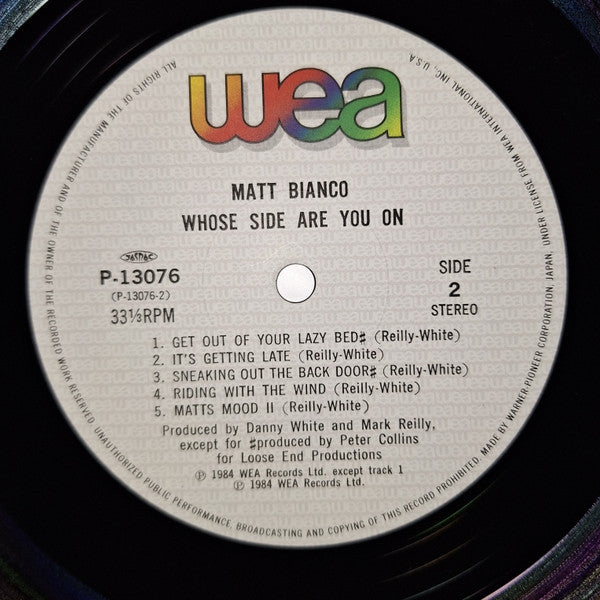 wea
MATT BIANCO
WHOSE SIDE ARE YOU ON
JASRAC
P-13076
(P-13076-2)
33⅓RPM
SIDE
2
STEREO
1. GET OUT OF YOUR LAZY BED♯ (Reilly-White)
2. IT'S GETTING LATE (Reilly-White)
3. SNEAKING OUT THE BACK DOOR♯ (Reilly-White)
4. RIDING WITH THE WIND (Reilly-White)
5. MATTS MOOD II (Reilly-White)
Produced by Danny White and Mark Reilly,
except for ♯produced by Peter Collins
for Loose End Productions
℗ 1984 WEA Records Ltd. except track 1
℗ 1984 WEA Records Ltd.
ALL RIGHTS OF THE MANUFACTURER AND OF THE OWNER OF THE RECORDED WORK RESERVED. UNAUTHORIZED PUBLIC PERFORMANCE, BROADCASTING AND COPYING OF THIS RECORD PROHIBITED. MADE BY WARNER-PIONEER CORPORATION, JAPAN, UNDER LICENSE FROM WEA INTERNATIONAL INC., U.S.A